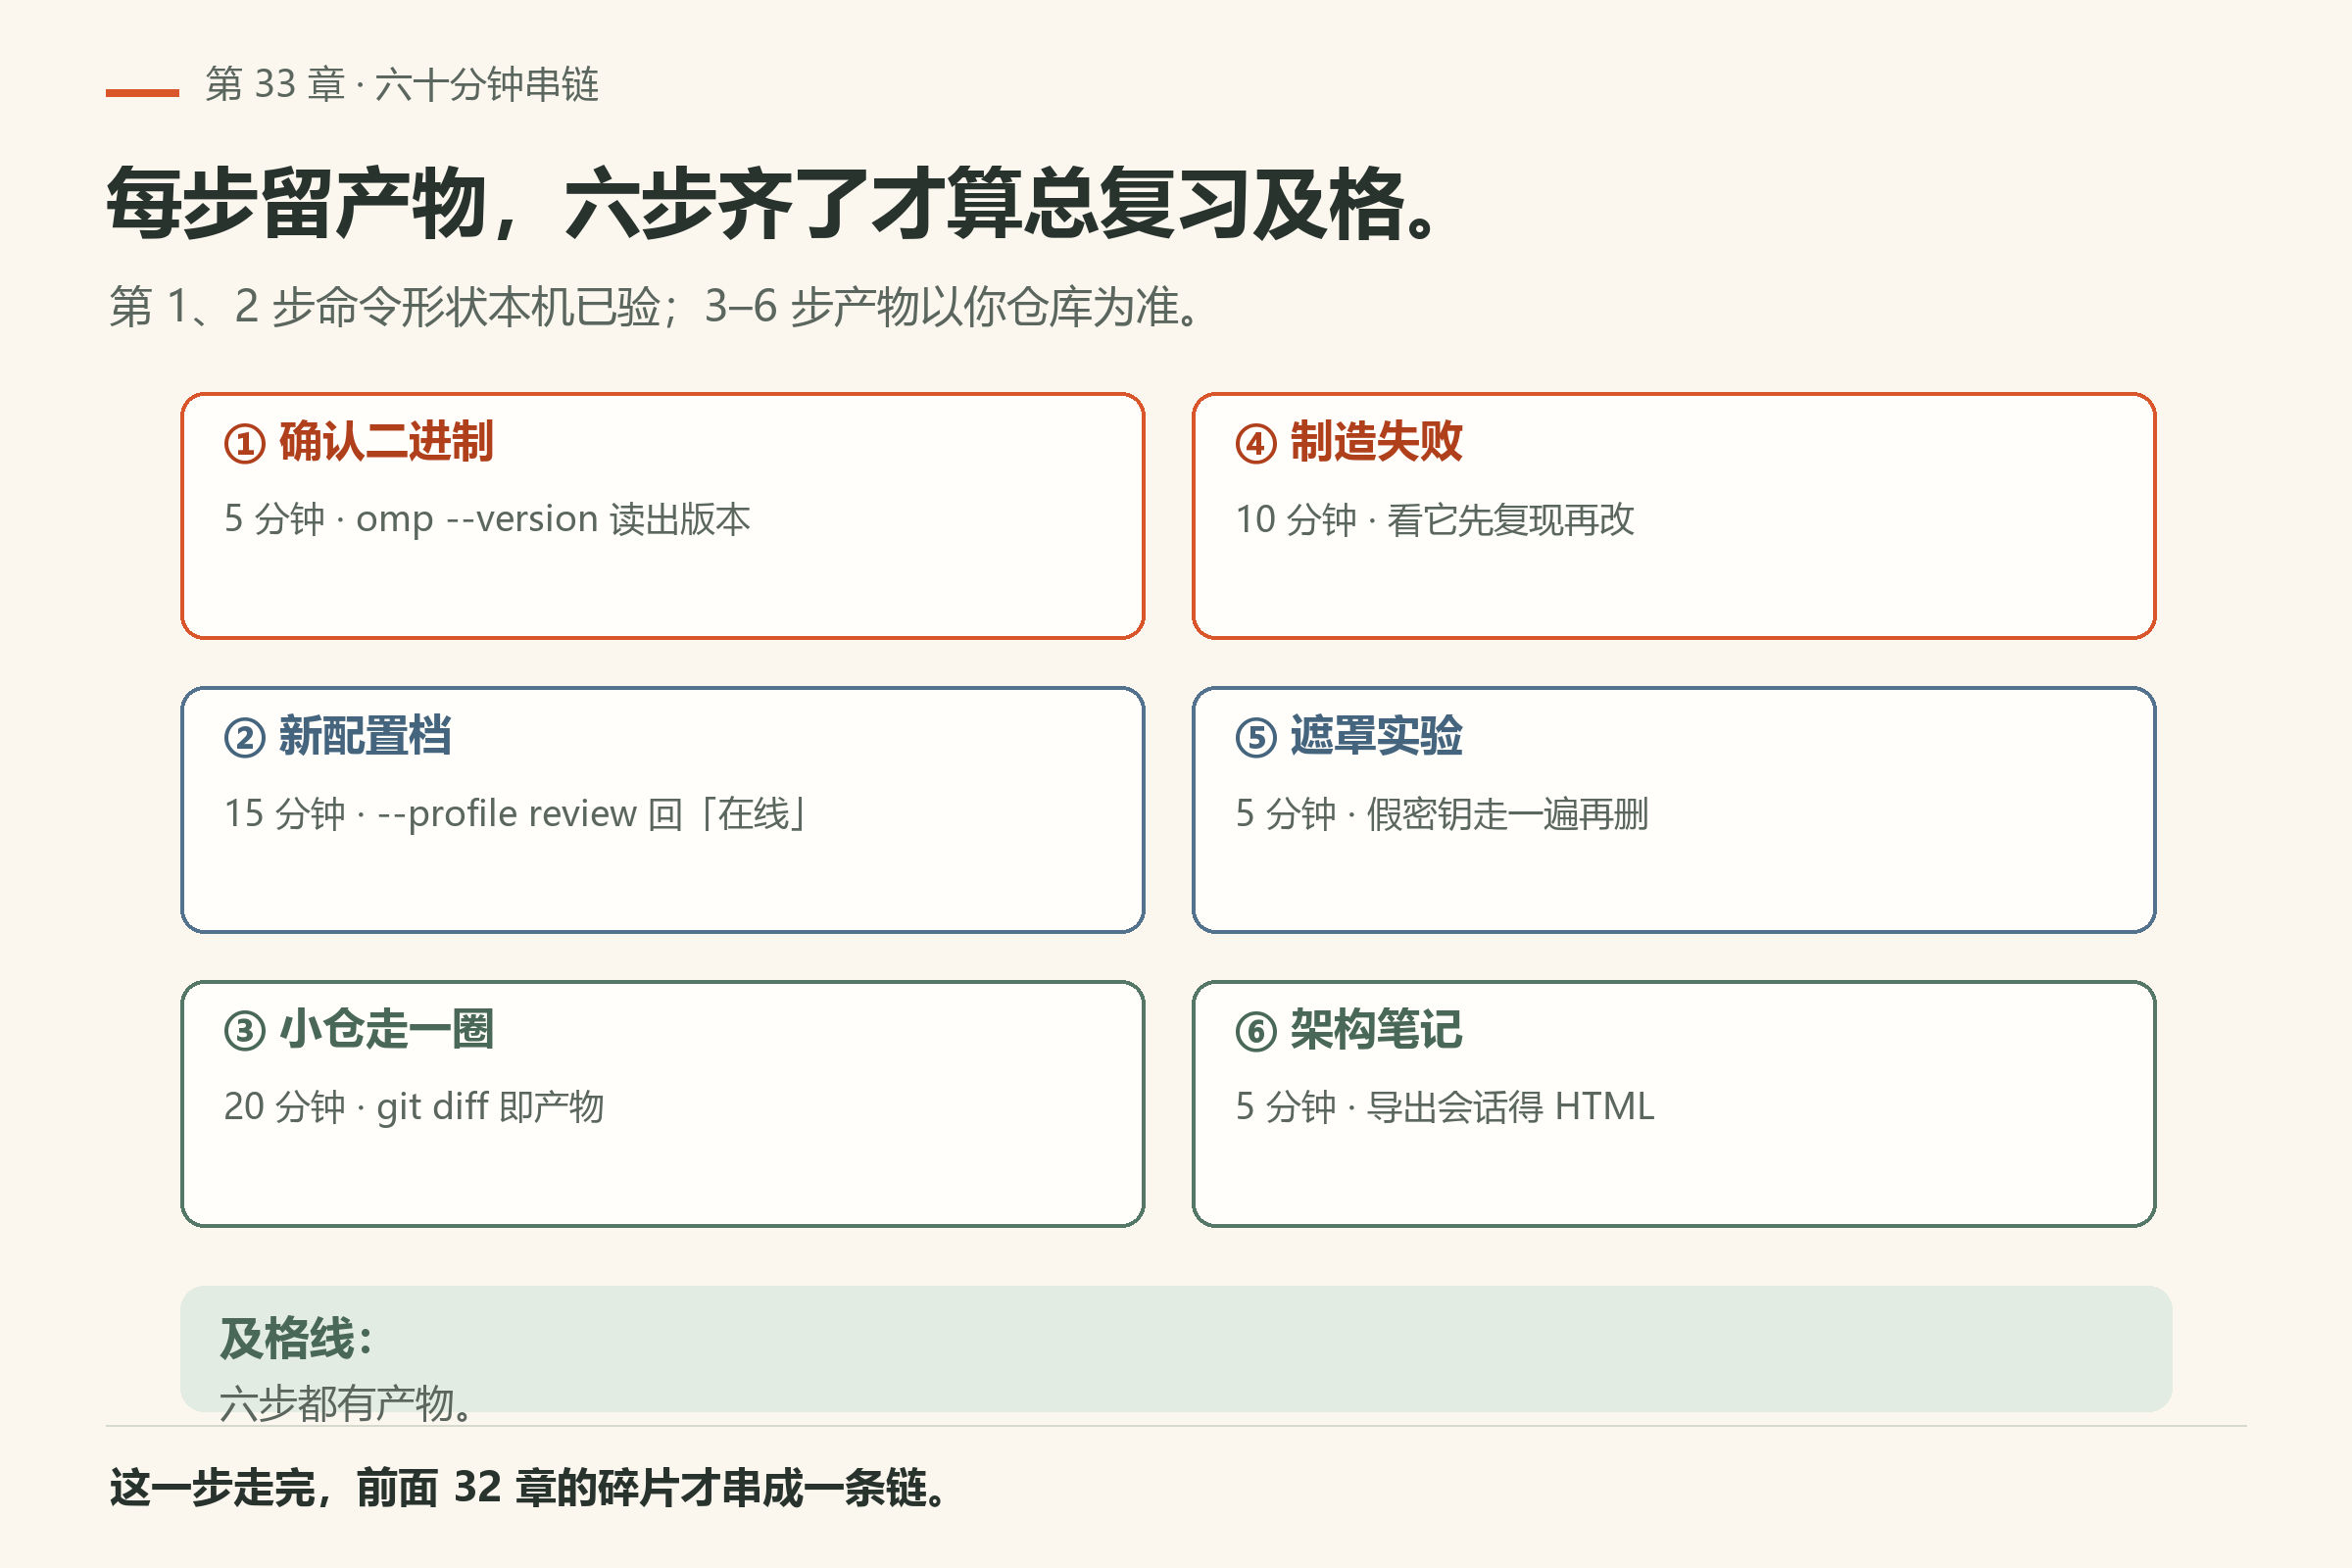 第 33 章 · 六十分钟串链
每步留产物，六步齐了才算总复习及格。
第 1、2 步命令形状本机已验；3–6 步产物以你仓库为准。
① 确认二进制
5 分钟 · omp --version 读出版本
② 新配置档
15 分钟 · --profile review 回「在线」
③ 小仓走一圈
20 分钟 · git diff 即产物
④ 制造失败
10 分钟 · 看它先复现再改
⑤ 遮罩实验
5 分钟 · 假密钥走一遍再删
⑥ 架构笔记
5 分钟 · 导出会话得 HTML
及格线：
六步都有产物。
这一步走完，前面 32 章的碎片才串成一条链。